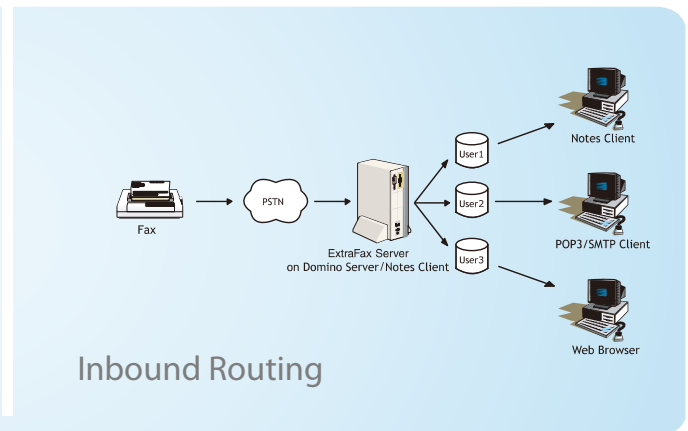 Fax
PSTN
ExtraFax Server
on Domino Server/Notes Client
User1
User2
User3
Notes Client
POP3/SMTP Client
Web Browser
Inbound Routing